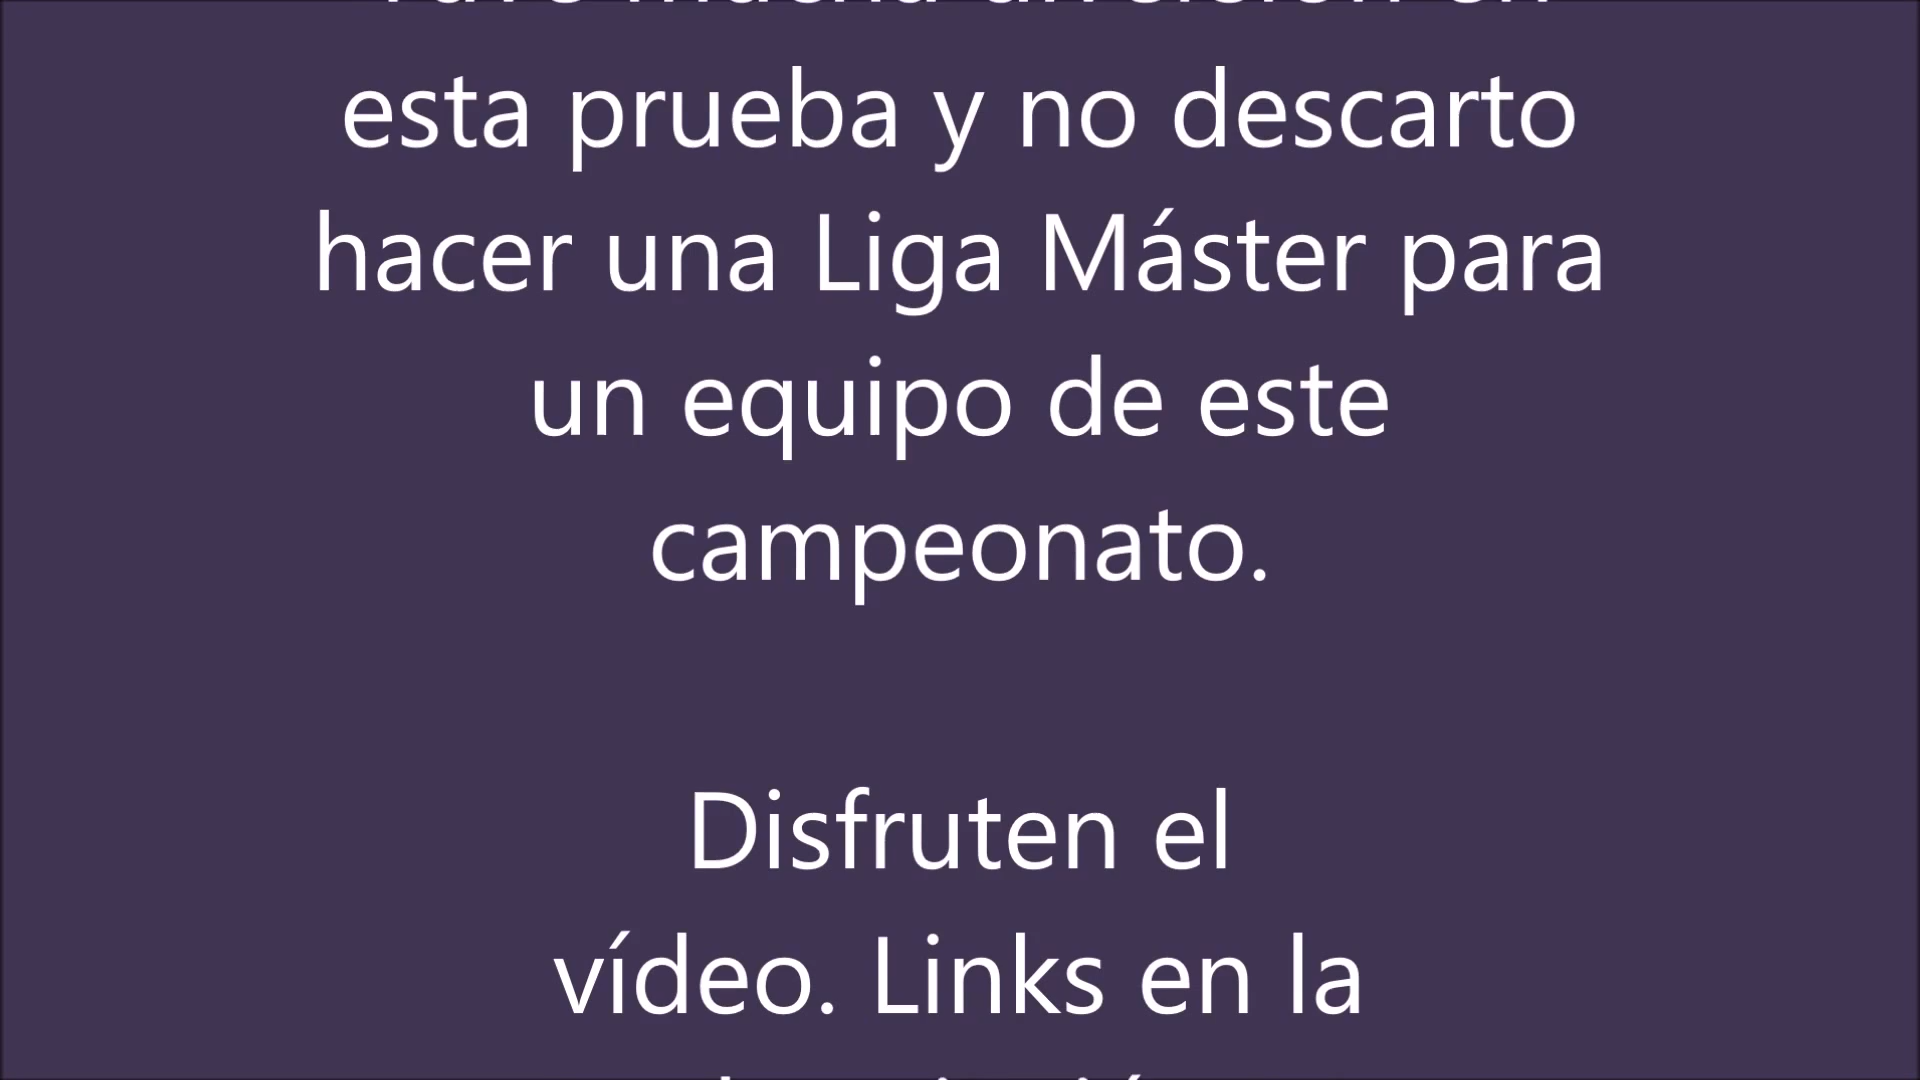 esta prueba y no descarto
hacer una Liga Máster para
un equipo de este
campeonato.
Disfruten el
vídeo. Links en la